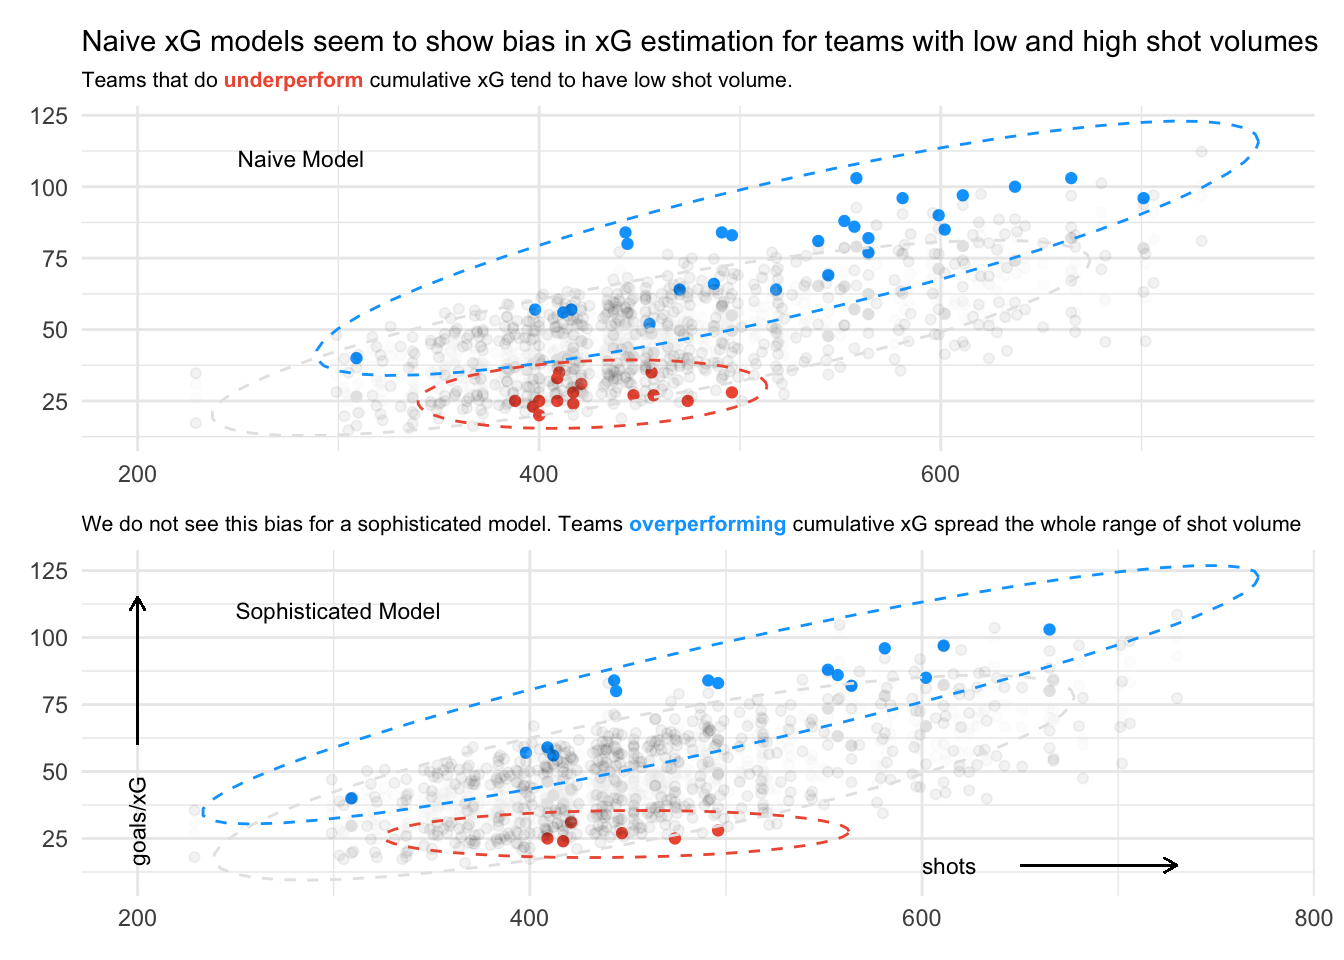 Naive xG models seem to show bias in xG estimation for teams with low and high shot volumes
Teams that do underperform cumulative xG tend to have low shot volume.
125
Naive Model
100
75
50
25
200 400 600
We do not see this bias for a sophisticated model. Teams overperforming cumulative xG spread the whole range of shot volume
125
Sophisticated Model
100
75
50
goals/xG
25
shots
200 400 600 800